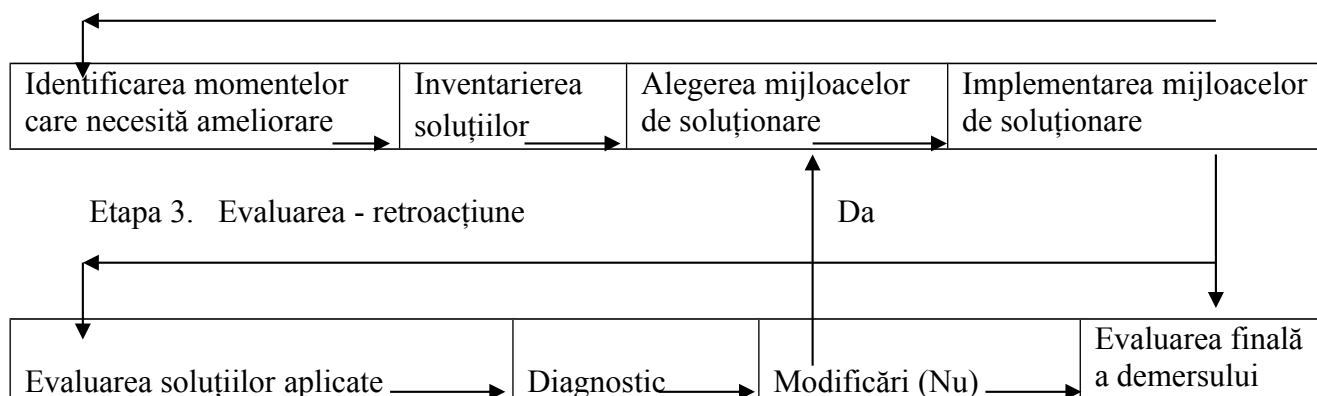 Identificarea momentelor
care necesită ameliorare
Inventarierea
soluțiilor
Alegerea mijloacelor
de soluționare
Implementarea mijloacelor
de soluționare
Etapa 3. Evaluarea - retroacțiune
Da
Evaluarea soluțiilor aplicate
Diagnostic
Modificări (Nu)
Evaluarea finală
a demersului